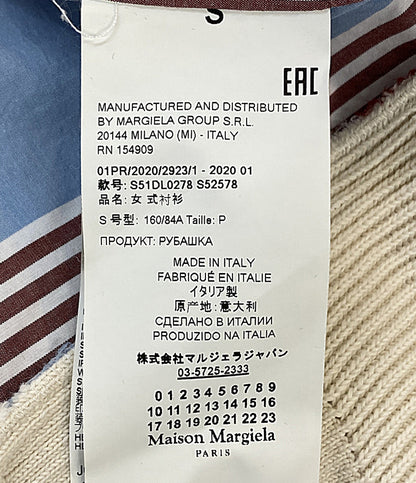 S
EAC
MANUFACTURED AND DISTRIBUTED
BY MARGIELA GROUP S.R.L.
20144 MILANO (MI) - ITALY
RN 154909
01PR/2020/2923/1 - 2020 01
款号: S51DL0278 S52578
品名: 女式衬衫
S 号型: 160/84A Taille: P
ПРОДУКТ: РУБАШКА
MADE IN ITALY
FABRIQUÉ EN ITALIE
イタリア製
原产地: 意大利
СДЕЛАНО В ИТАЛИИ
PRODUZIDO NA ITALIA
株式会社マルジェラジャパン
03-5725-2333
0 1 2 3 4 5 6 7 8 9
10 11 12 13 14 15 16
17 18 19 20 21 22 23
Maison Margiela
PARIS